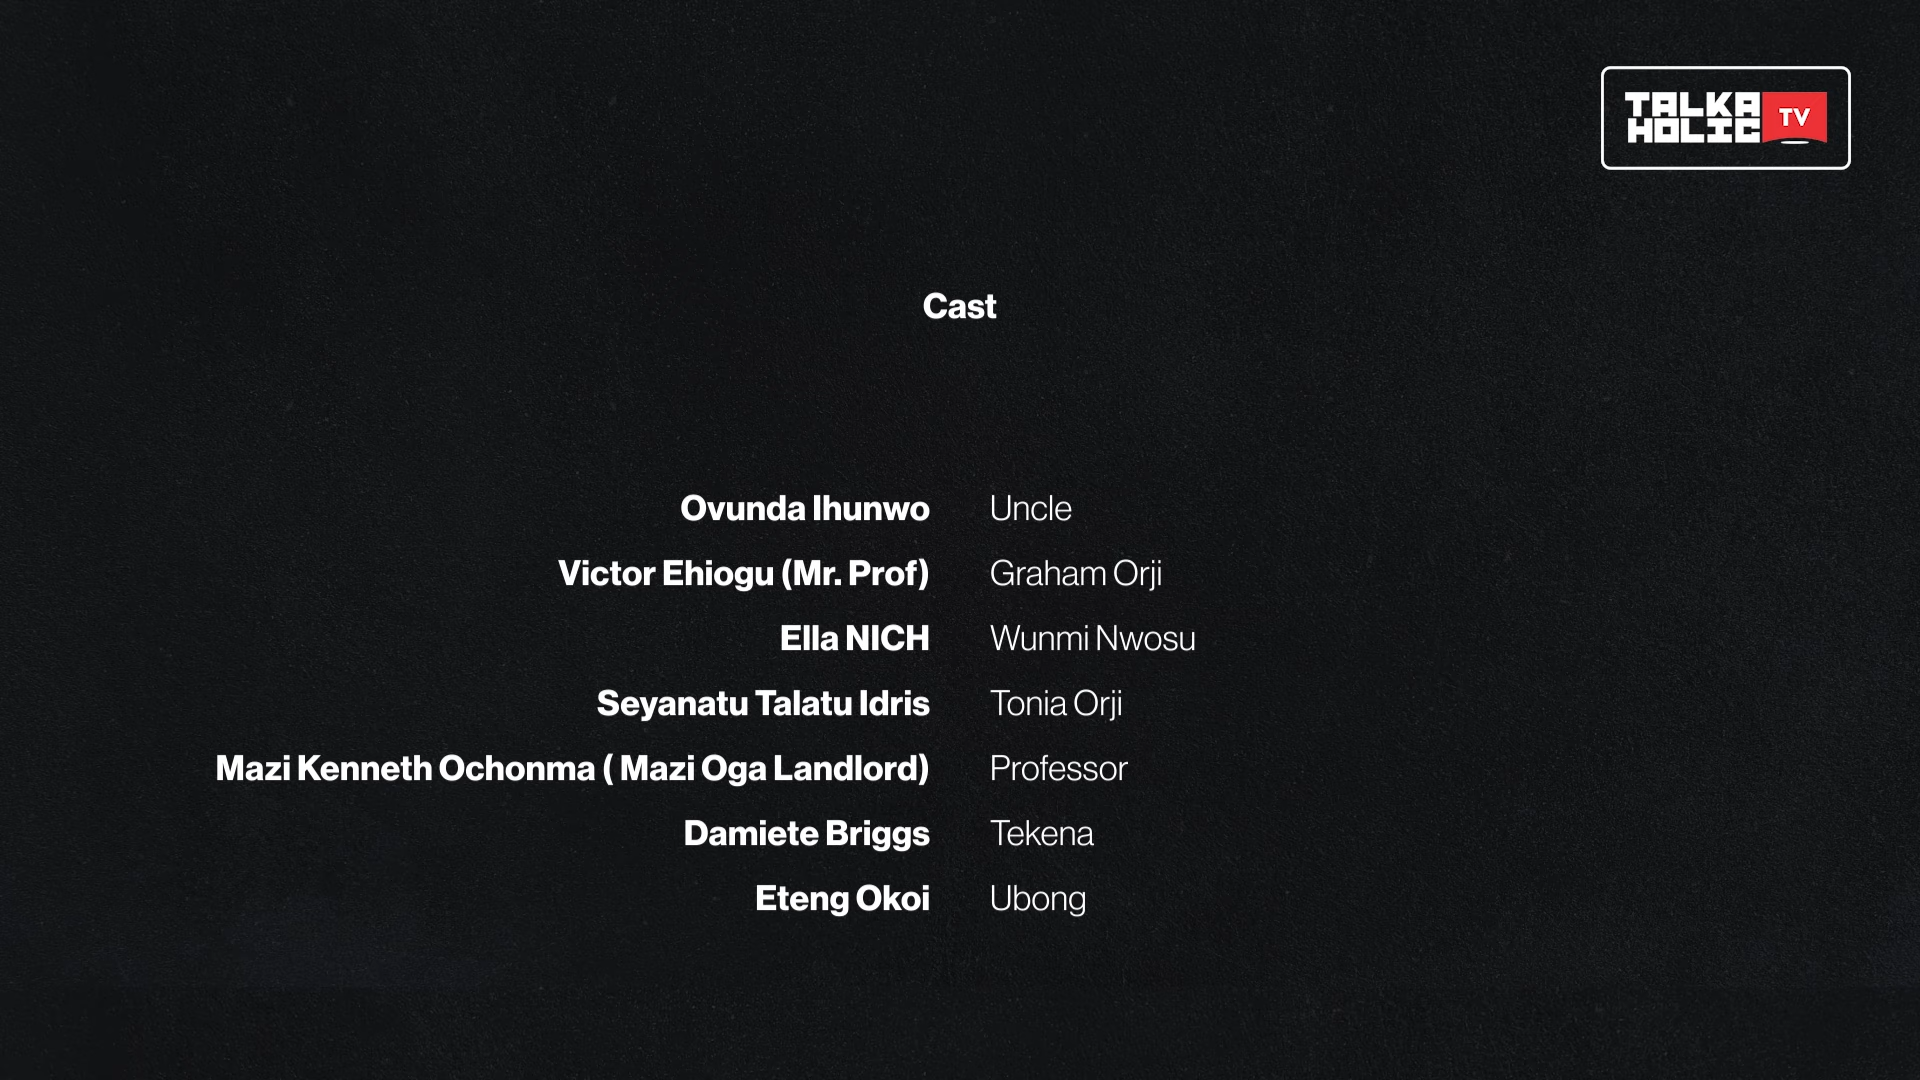 TALKA
HOLIC
TV
Cast
Ovunda Ihunwo Uncle
Victor Ehiogu (Mr. Prof) Graham Orji
Ella NICH Wunmi Nwosu
Seyanatu Talatu Idris Tonia Orji
Mazi Kenneth Ochonma ( Mazi Oga Landlord) Professor
Damiete Briggs Tekena
Eteng Okoi Ubong